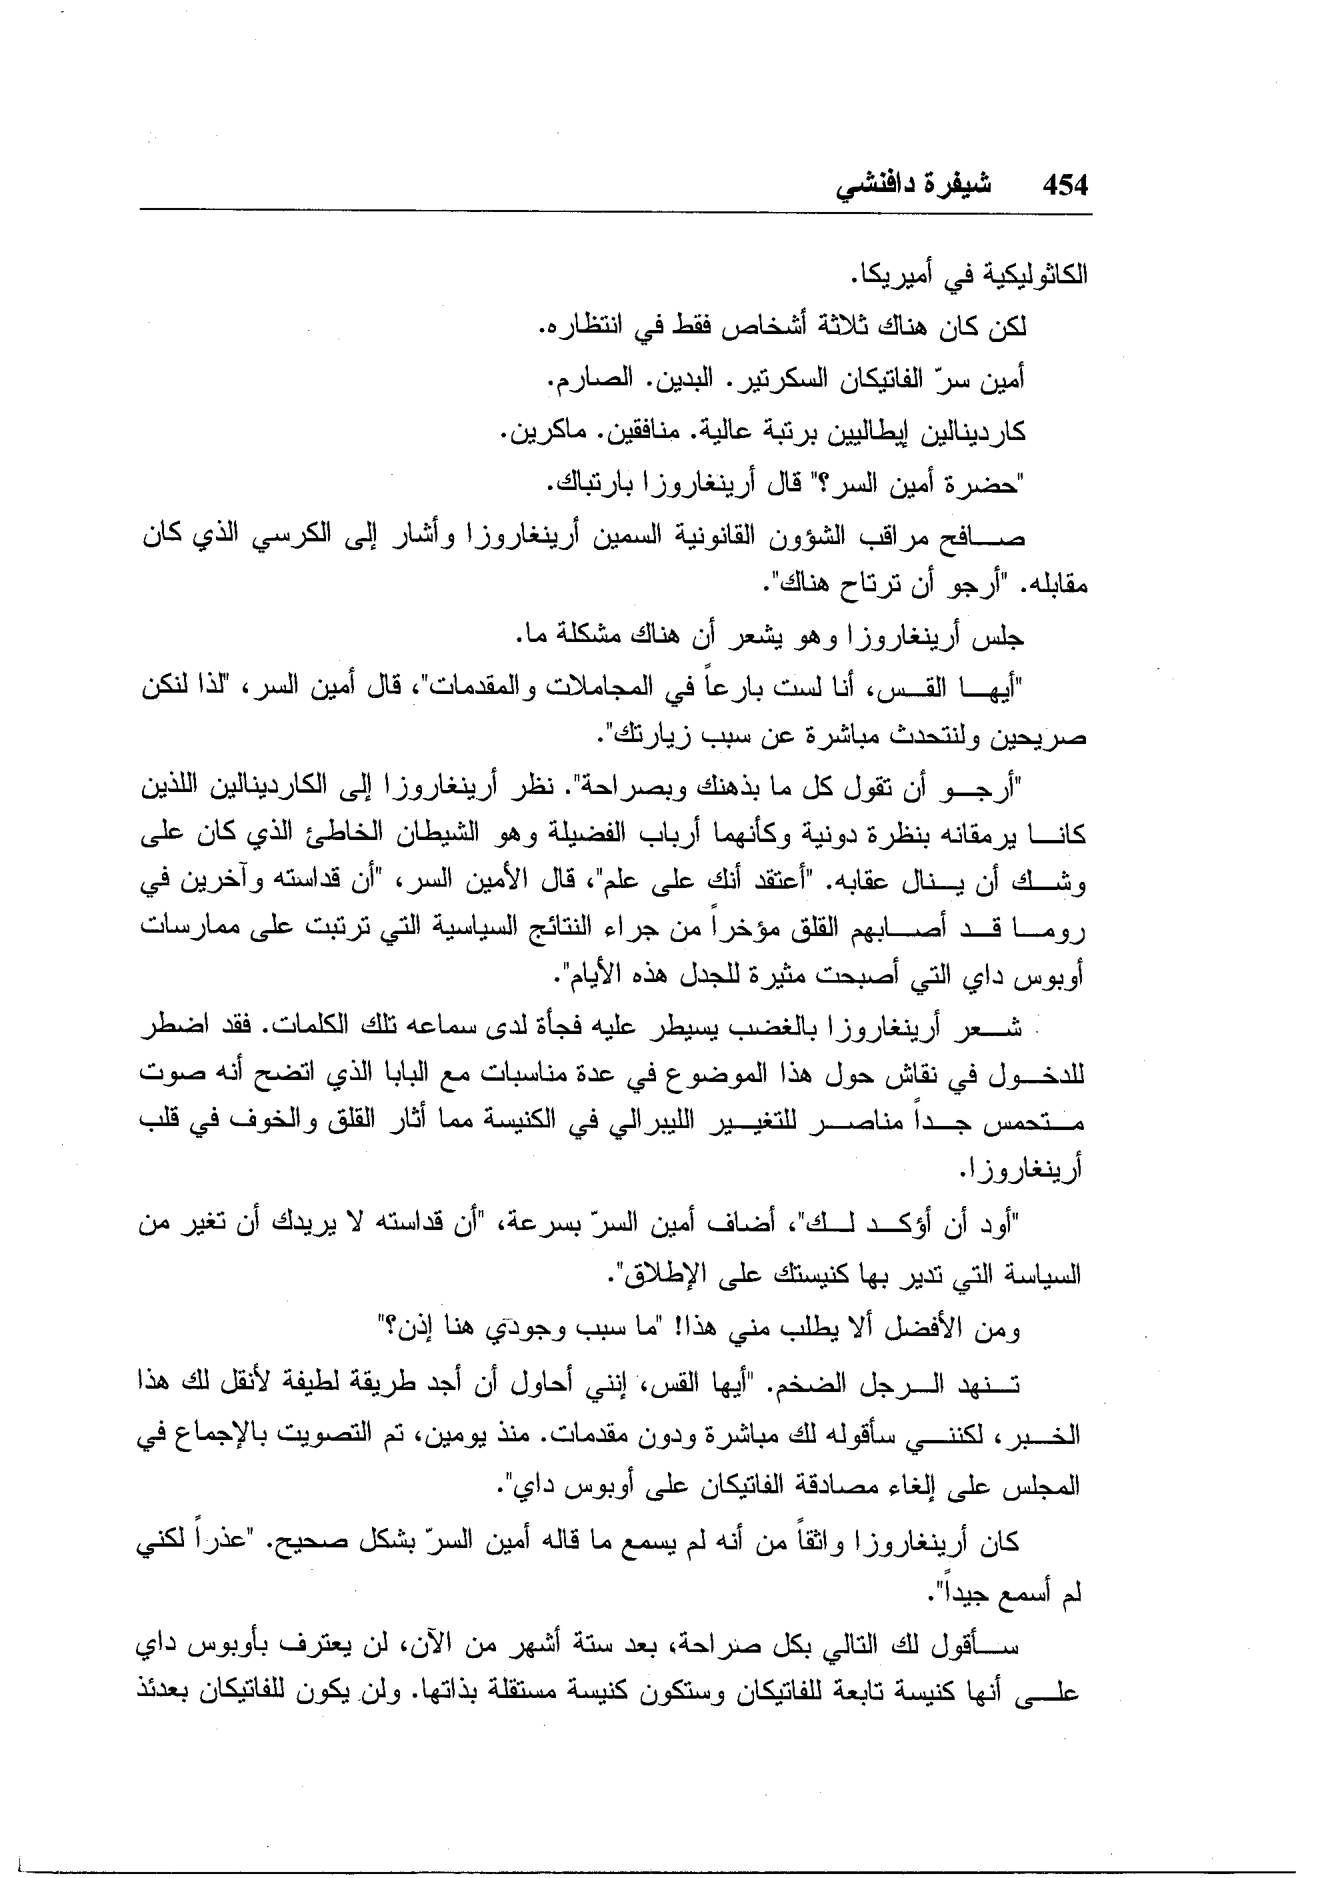 454 شيفرة دافنشي
الكاثوليكية في أميريكا.
لكن كان هناك ثلاثة أشخاص فقط في انتظاره.
أمين سرّ الفاتيكان السكرتير. البدين. الصارم.
كاردينالين إيطاليين برتبة عالية. منافقين. ماكرين.
"حضرة أمين السر؟" قال أرينغاروزا بارتباك.
صافح مراقب الشؤون القانونية السمين أرينغاروزا وأشار إلى الكرسي الذي كان
مقابله. "أرجو أن ترتاح هناك".
جلس أرينغاروزا وهو يشعر أن هناك مشكلة ما.
"أيها القس، أنا لست بارعاً في المجاملات والمقدمات"، قال أمين السر، "لذا لنكن
صريحين ولنتحدث مباشرة عن سبب زيارتك".
"أرجو أن تقول كل ما بذهنك وبصراحة". نظر أرينغاروزا إلى الكاردينالين اللذين
كانا يرمقانه بنظرة دونية وكأنهما أرباب الفضيلة وهو الشيطان الخاطئ الذي كان على
وشك أن ينال عقابه. "أعتقد أنك على علم"، قال الأمين السر، "أن قداسته وآخرين في
روما قد أصابهم القلق مؤخراً من جراء النتائج السياسية التي ترتبت على ممارسات
أوبوس داي التي أصبحت مثيرة للجدل هذه الأيام".
شعر أرينغاروزا بالغضب يسيطر عليه فجأة لدى سماعه تلك الكلمات. فقد اضطر
للدخول في نقاش حول هذا الموضوع في عدة مناسبات مع البابا الذي اتضح أنه صوت
متحمس جداً مناصر للتغيير الليبرالي في الكنيسة مما أثار القلق والخوف في قلب
أرينغاروزا.
"أود أن أؤكد لك"، أضاف أمين السرّ بسرعة، "أن قداسته لا يريدك أن تغير من
السياسة التي تدير بها كنيستك على الإطلاق".
ومن الأفضل ألا يطلب مني هذا! "ما سبب وجودي هنا إذن؟"
تنهد الرجل الضخم. "أيها القس، إنني أحاول أن أجد طريقة لطيفة لأنقل لك هذا
الخبر، لكنني سأقوله لك مباشرة ودون مقدمات. منذ يومين، تم التصويت بالإجماع في
المجلس على إلغاء مصادقة الفاتيكان على أوبوس داي".
كان أرينغاروزا واثقاً من أنه لم يسمع ما قاله أمين السرّ بشكل صحيح. "عذراً لكني
لم أسمع جيداً".
سأقول لك التالي بكل صراحة، بعد ستة أشهر من الآن، لن يعترف بأوبوس داي
على أنها كنيسة تابعة للفاتيكان وستكون كنيسة مستقلة بذاتها. ولن يكون للفاتيكان بعدئذ